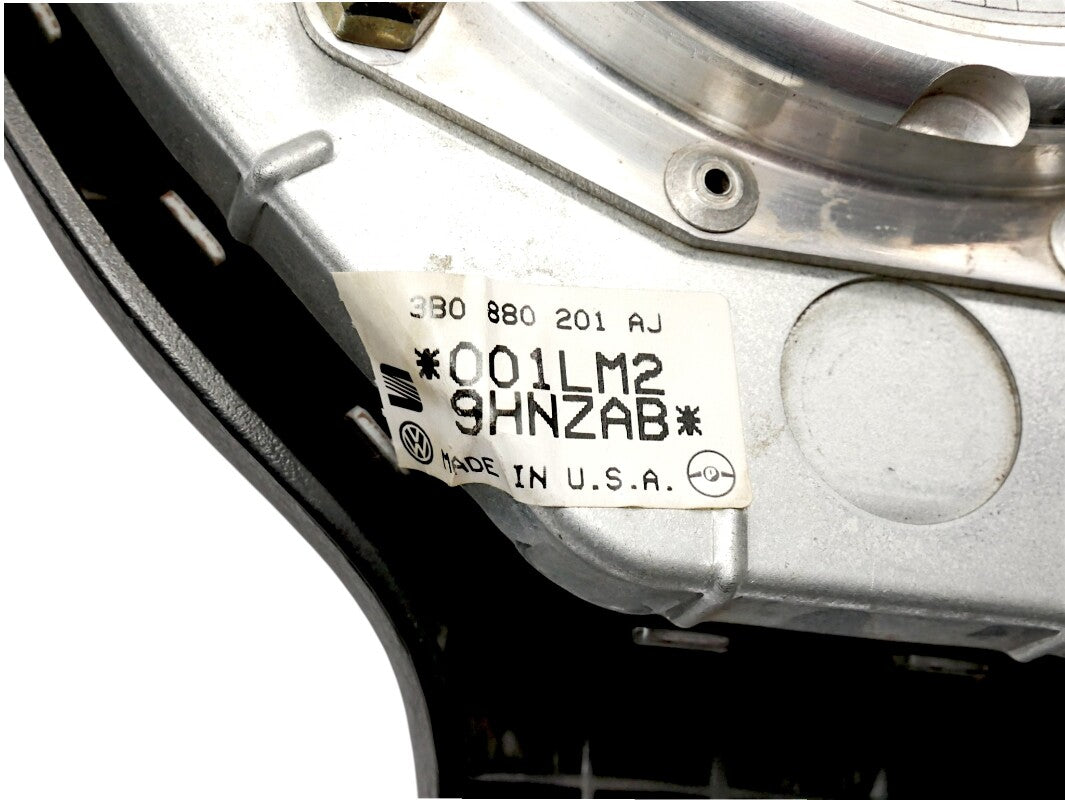 3B0 880 201 AJ
*001LM2
9HNZAB*
MADE IN U.S.A.